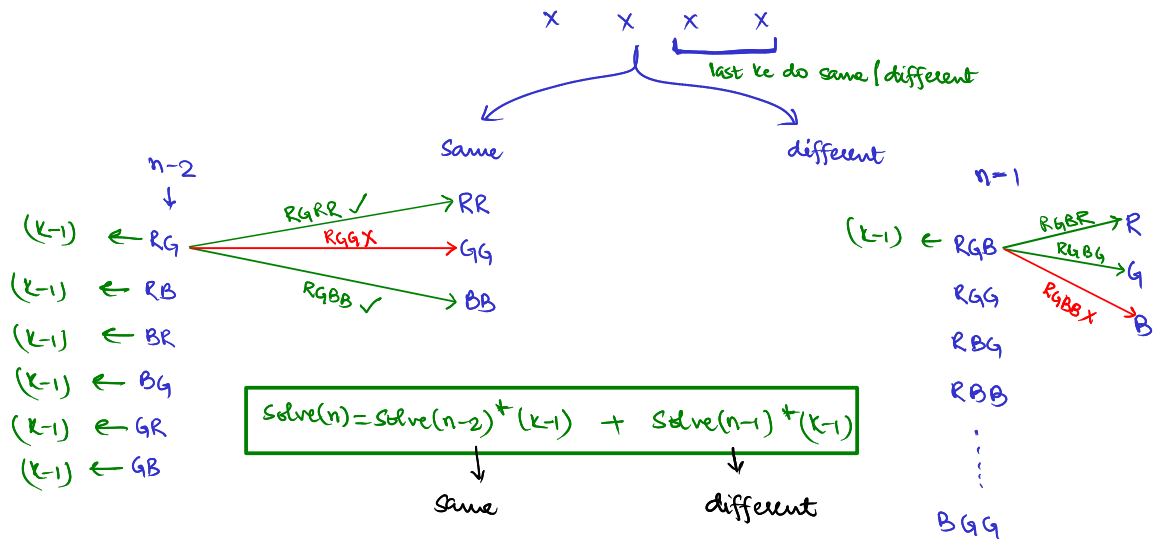 x x x x
last ke do same/different
same different
n-2
n=1
(k-1) ← RG
RGRR ✓ RR
RGG X GG
RGBB ✓ BB
(k-1) ← RB
(k-1) ← BR
(k-1) ← BG
(k-1) ← GR
(k-1) ← GB
(k-1) ← RGB
RGBR R
RGBG G
RGBB X B
RGG
RBG
RBB
BGG
Solve(n) = Solve(n-2) * (k-1) + Solve(n-1) * (k-1)
same different